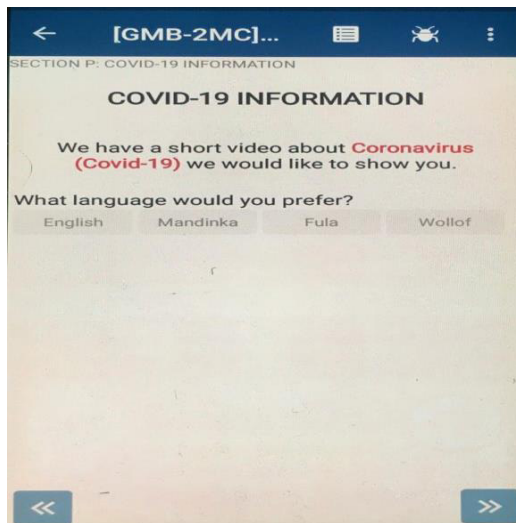 [GMB-2MC]...
SECTION P: COVID-19 INFORMATION
COVID-19 INFORMATION
We have a short video about Coronavirus
(Covid-19) we would like to show you.
What language would you prefer?
English Mandinka Fula Wollof